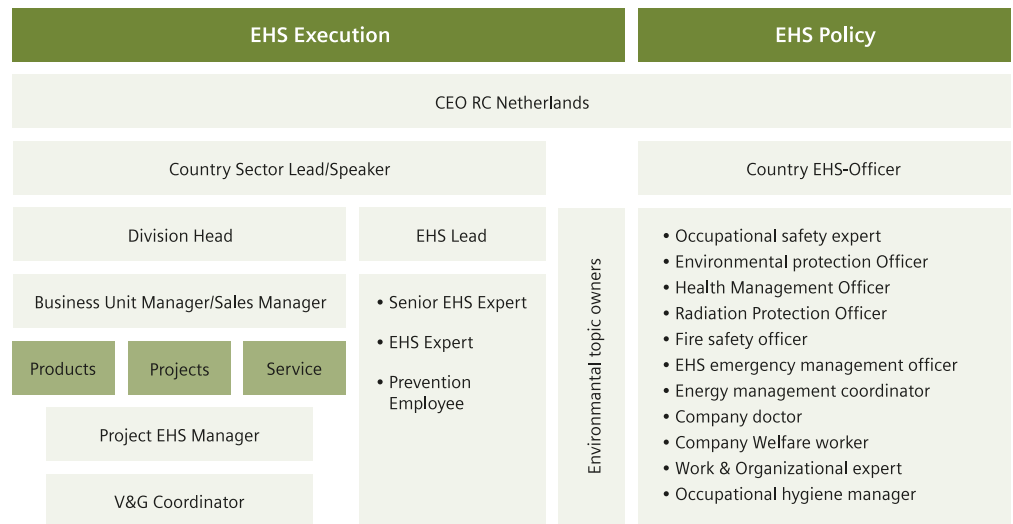 EHS Execution
EHS Policy
CEO RC Netherlands
Country Sector Lead/Speaker
Country EHS-Officer
Division Head
EHS Lead
Business Unit Manager/Sales Manager
Products
Projects
Service
Project EHS Manager
V&G Coordinator
• Senior EHS Expert
• EHS Expert
• Prevention
Employee
Environmantal topic owners
• Occupational safety expert
• Environmental protection Officer
• Health Management Officer
• Radiation Protection Officer
• Fire safety officer
• EHS emergency management officer
• Energy management coordinator
• Company doctor
• Company Welfare worker
• Work & Organizational expert
• Occupational hygiene manager